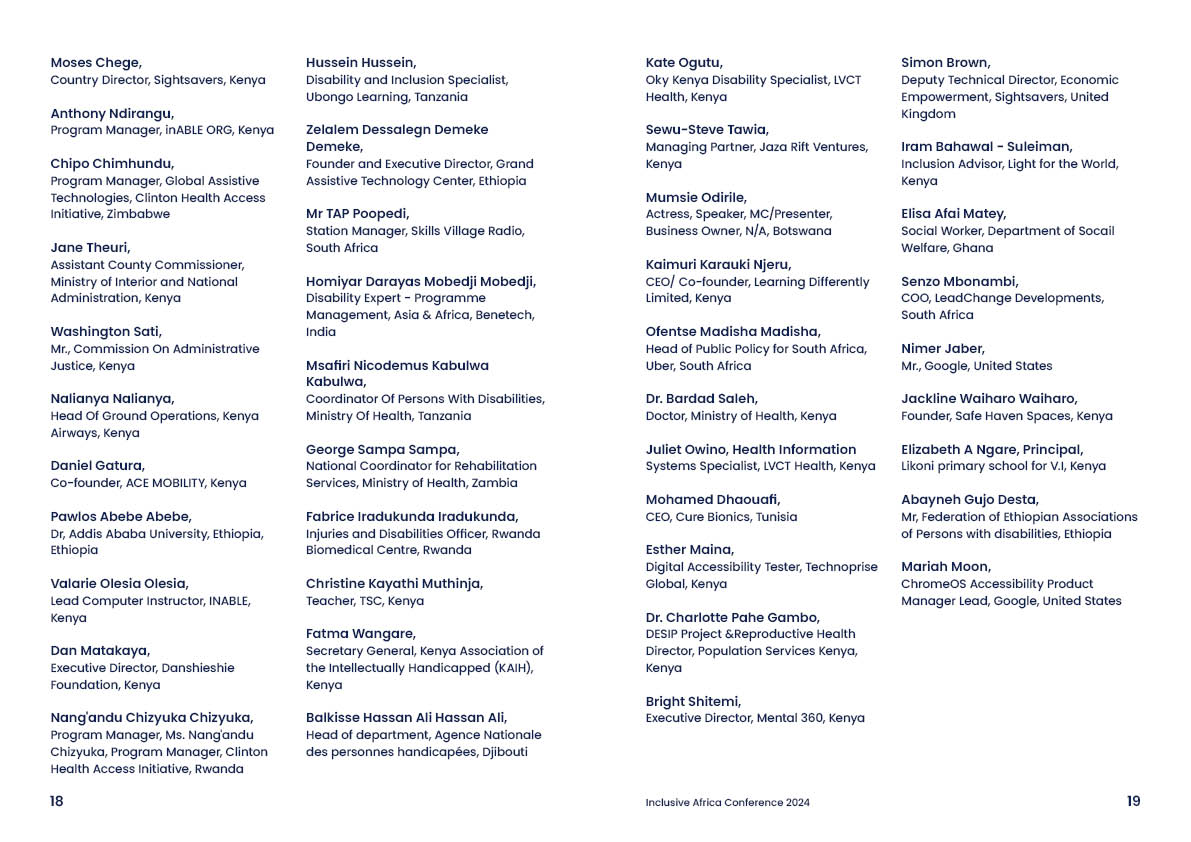 Moses Chege,
Country Director, Sightsavers, Kenya
Anthony Ndirangu,
Program Manager, inABLE ORG, Kenya
Chipo Chimhundu,
Program Manager, Global Assistive
Technologies, Clinton Health Access
Initiative, Zimbabwe
Jane Theuri,
Assistant County Commissioner,
Ministry of Interior and National
Administration, Kenya
Washington Sati,
Mr., Commission On Administrative
Justice, Kenya
Nalianya Nalianya,
Head Of Ground Operations, Kenya
Airways, Kenya
Daniel Gatura,
Co-founder, ACE MOBILITY, Kenya
Pawlos Abebe Abebe,
Dr, Addis Ababa University, Ethiopia,
Ethiopia
Valarie Olesia Olesia,
Lead Computer Instructor, INABLE,
Kenya
Dan Matakaya,
Executive Director, Danshieshie
Foundation, Kenya
Nang'andu Chizyuka Chizyuka,
Program Manager, Ms. Nang'andu
Chizyuka, Program Manager, Clinton
Health Access Initiative, Rwanda
Hussein Hussein,
Disability and Inclusion Specialist,
Ubongo Learning, Tanzania
Zelalem Dessalegn Demeke
Demeke,
Founder and Executive Director, Grand
Assistive Technology Center, Ethiopia
Mr TAP Poopedi,
Station Manager, Skills Village Radio,
South Africa
Homiyar Darayas Mobedji Mobedji,
Disability Expert - Programme
Management, Asia & Africa, Benetech,
India
Msafiri Nicodemus Kabulwa
Kabulwa,
Coordinator Of Persons With Disabilities,
Ministry Of Health, Tanzania
George Sampa Sampa,
National Coordinator for Rehabilitation
Services, Ministry of Health, Zambia
Fabrice Iradukunda Iradukunda,
Injuries and Disabilities Officer, Rwanda
Biomedical Centre, Rwanda
Christine Kayathi Muthinja,
Teacher, TSC, Kenya
Fatma Wangare,
Secretary General, Kenya Association of
the Intellectually Handicapped (KAIH),
Kenya
Balkisse Hassan Ali Hassan Ali,
Head of department, Agence Nationale
des personnes handicapées, Djibouti
18
Kate Ogutu,
Oky Kenya Disability Specialist, LVCT
Health, Kenya
Sewu-Steve Tawia,
Managing Partner, Jaza Rift Ventures,
Kenya
Mumsie Odirile,
Actress, Speaker, MC/Presenter,
Business Owner, N/A, Botswana
Kaimuri Karauki Njeru,
CEO/ Co-founder, Learning Differently
Limited, Kenya
Ofentse Madisha Madisha,
Head of Public Policy for South Africa,
Uber, South Africa
Dr. Bardad Saleh,
Doctor, Ministry of Health, Kenya
Juliet Owino, Health Information
Systems Specialist, LVCT Health, Kenya
Mohamed Dhaouafi,
CEO, Cure Bionics, Tunisia
Esther Maina,
Digital Accessibility Tester, Technoprise
Global, Kenya
Dr. Charlotte Pahe Gambo,
DESIP Project &Reproductive Health
Director, Population Services Kenya,
Kenya
Bright Shitemi,
Executive Director, Mental 360, Kenya
Simon Brown,
Deputy Technical Director, Economic
Empowerment, Sightsavers, United
Kingdom
Iram Bahawal - Suleiman,
Inclusion Advisor, Light for the World,
Kenya
Elisa Afai Matey,
Social Worker, Department of Socail
Welfare, Ghana
Senzo Mbonambi,
COO, LeadChange Developments,
South Africa
Nimer Jaber,
Mr., Google, United States
Jackline Waiharo Waiharo,
Founder, Safe Haven Spaces, Kenya
Elizabeth A Ngare, Principal,
Likoni primary school for V.I, Kenya
Abayneh Gujo Desta,
Mr, Federation of Ethiopian Associations
of Persons with disabilities, Ethiopia
Mariah Moon,
ChromeOS Accessibility Product
Manager Lead, Google, United States
Inclusive Africa Conference 2024
19